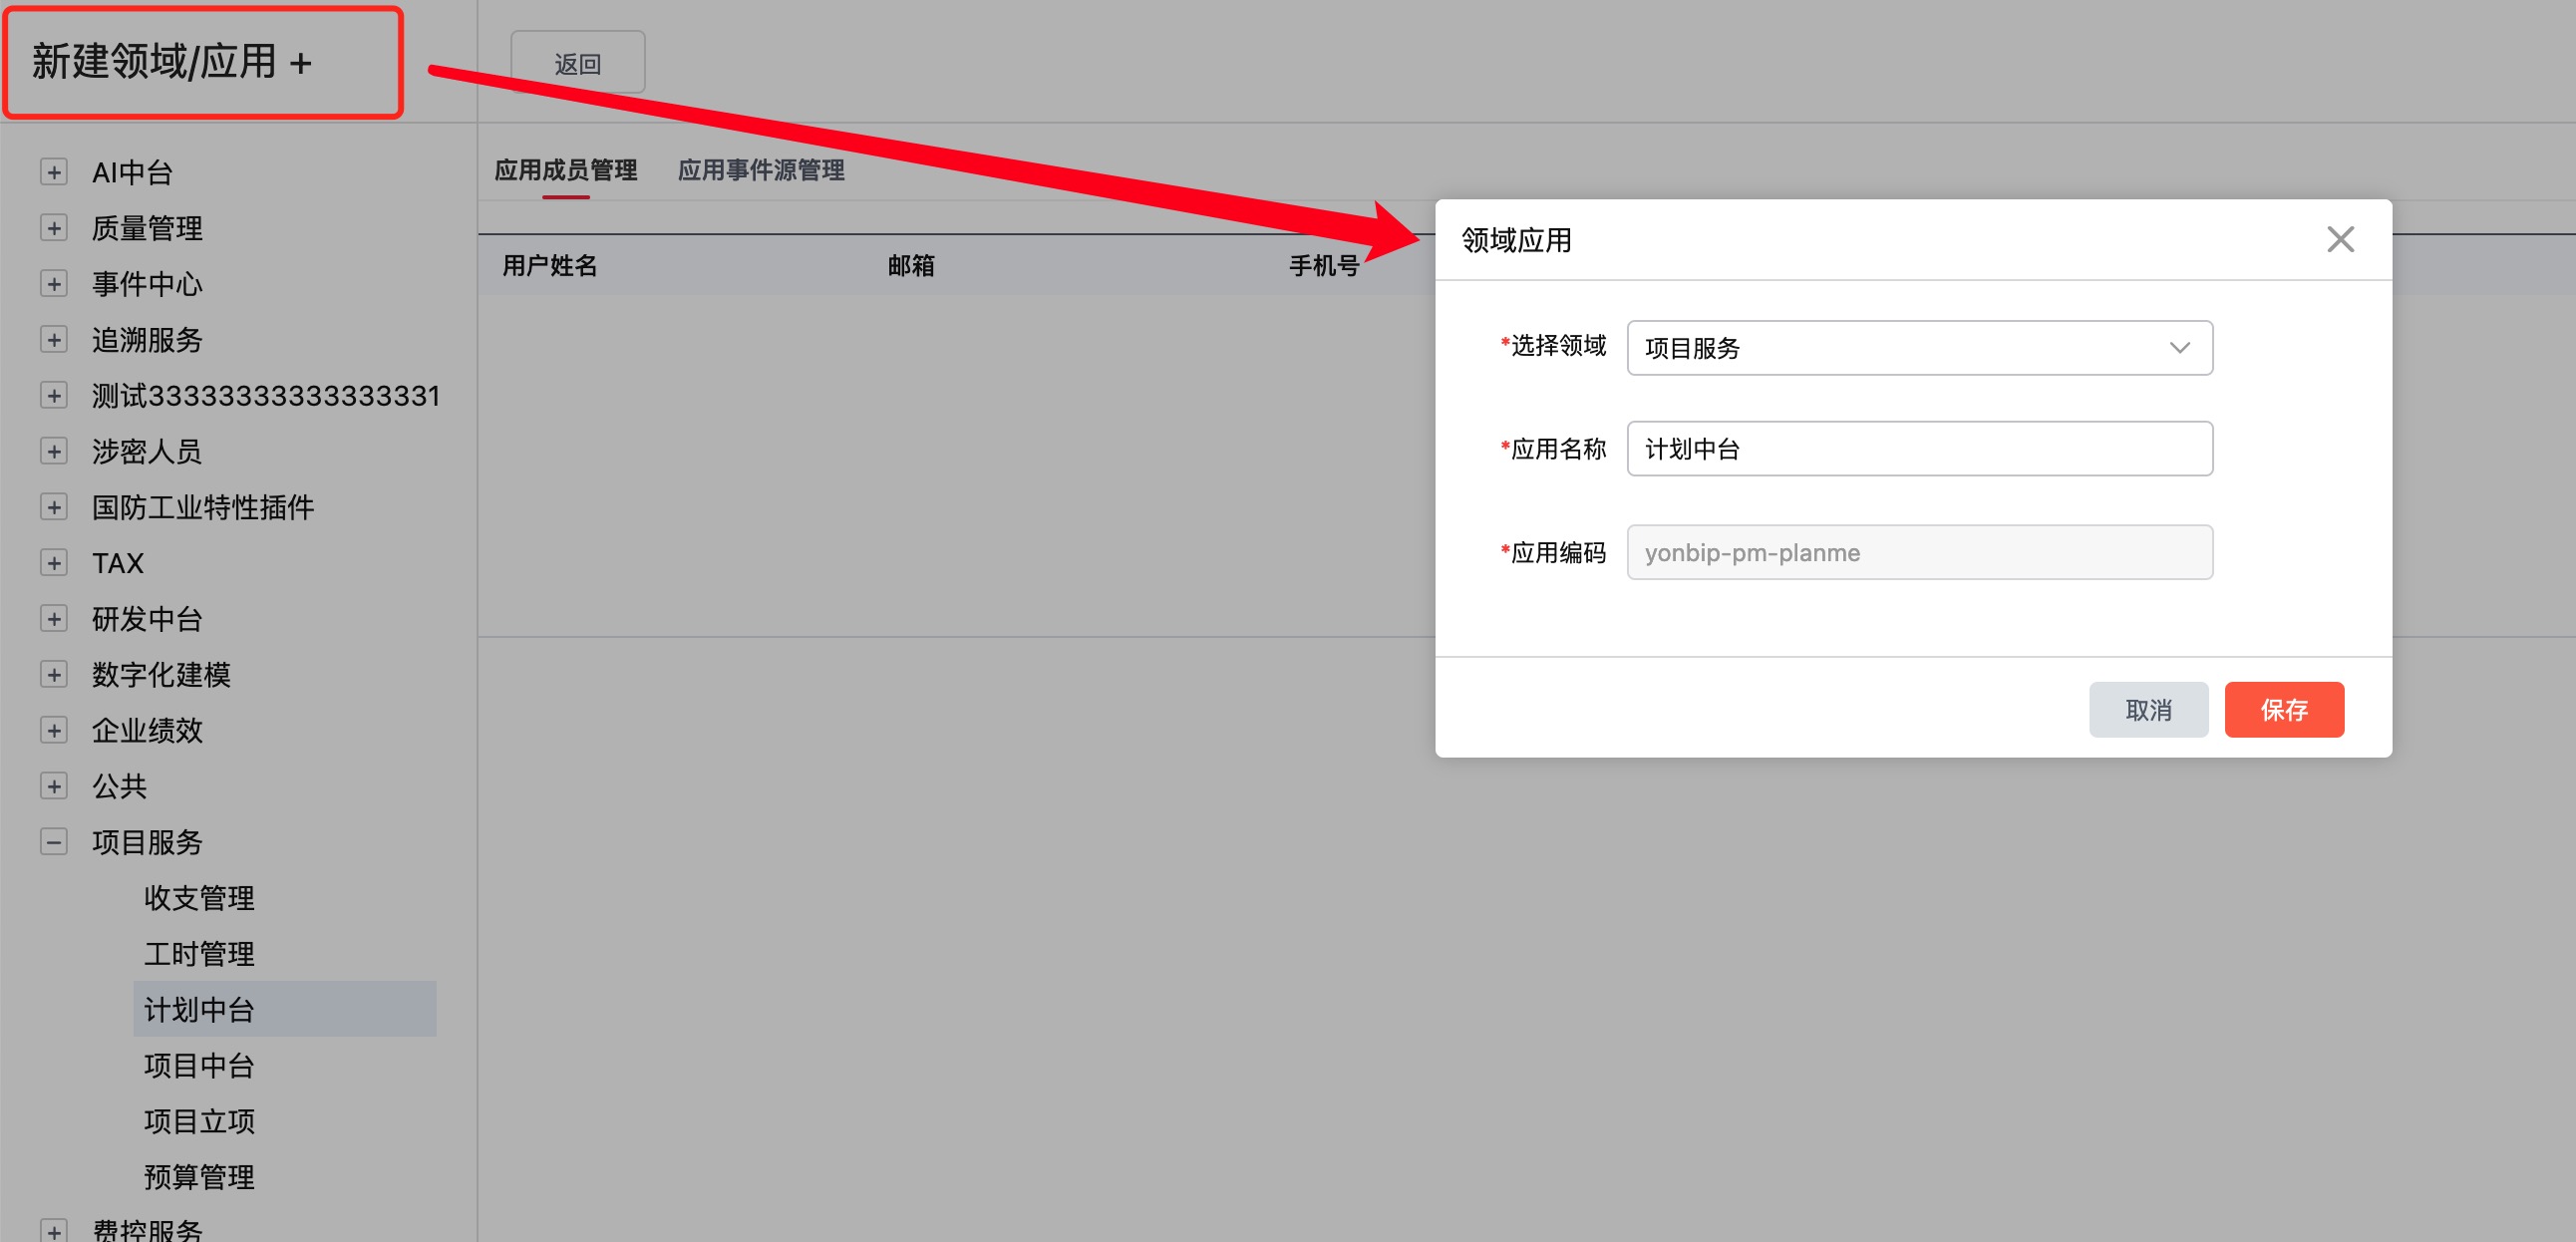 新建领域/应用 +
返回
AI中台
质量管理
事件中心
追溯服务
测试33333333333333331
涉密人员
国防工业特性插件
TAX
研发中台
数字化建模
企业绩效
公共
项目服务
收支管理
工时管理
计划中台
项目中台
项目立项
预算管理
费控服务
应用成员管理 应用事件源管理
用户姓名 邮箱 手机号
领域应用
*选择领域 项目服务
*应用名称 计划中台
*应用编码 yonbip-pm-planme
取消 保存